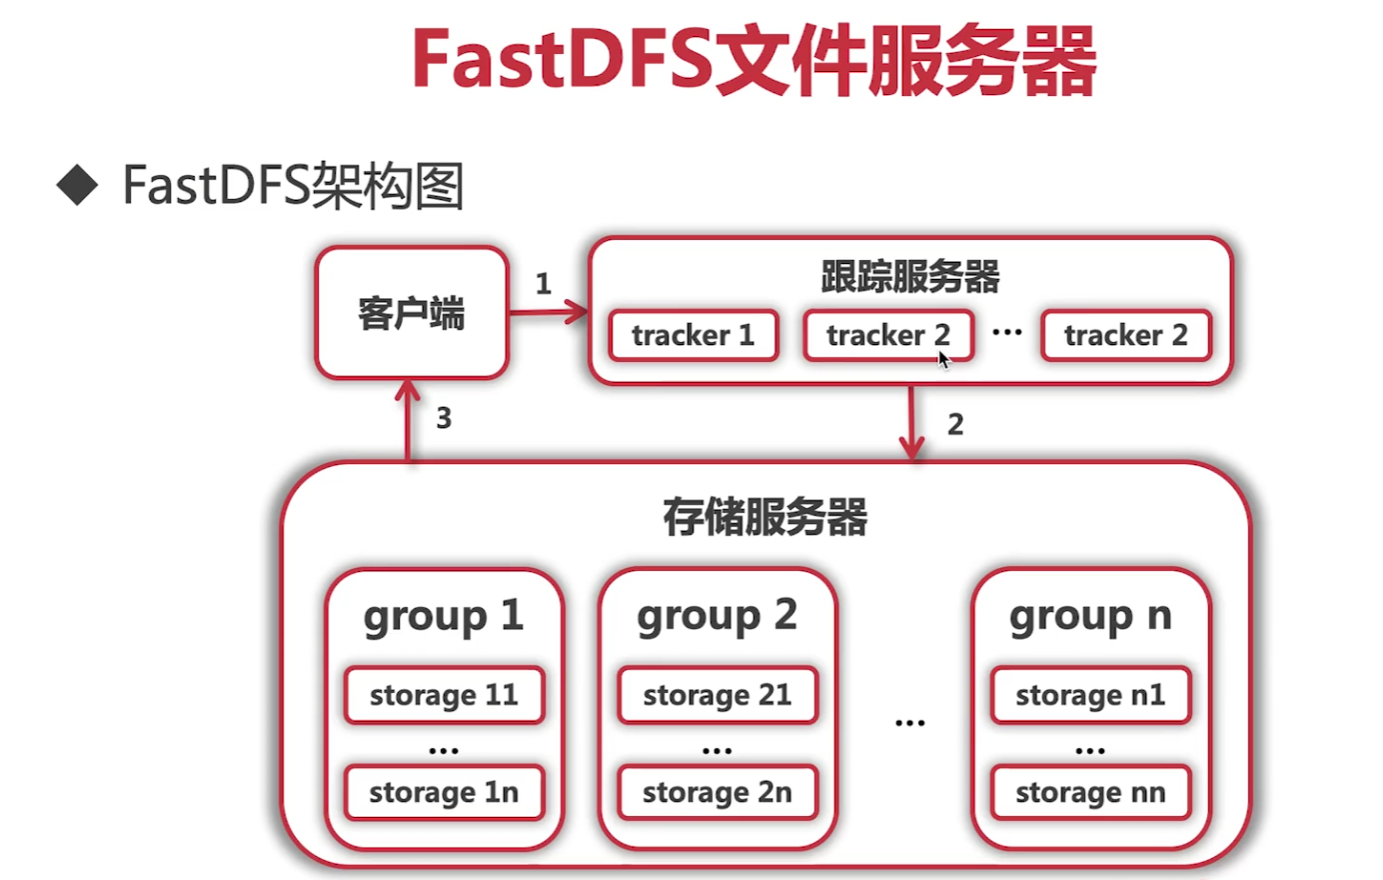 FastDFS文件服务器
◆ FastDFS架构图
客户端
1
跟踪服务器
tracker 1
tracker 2
...
tracker 2
3
2
存储服务器
group 1
storage 11
...
storage 1n
group 2
storage 21
...
storage 2n
...
group n
storage n1
...
storage nn